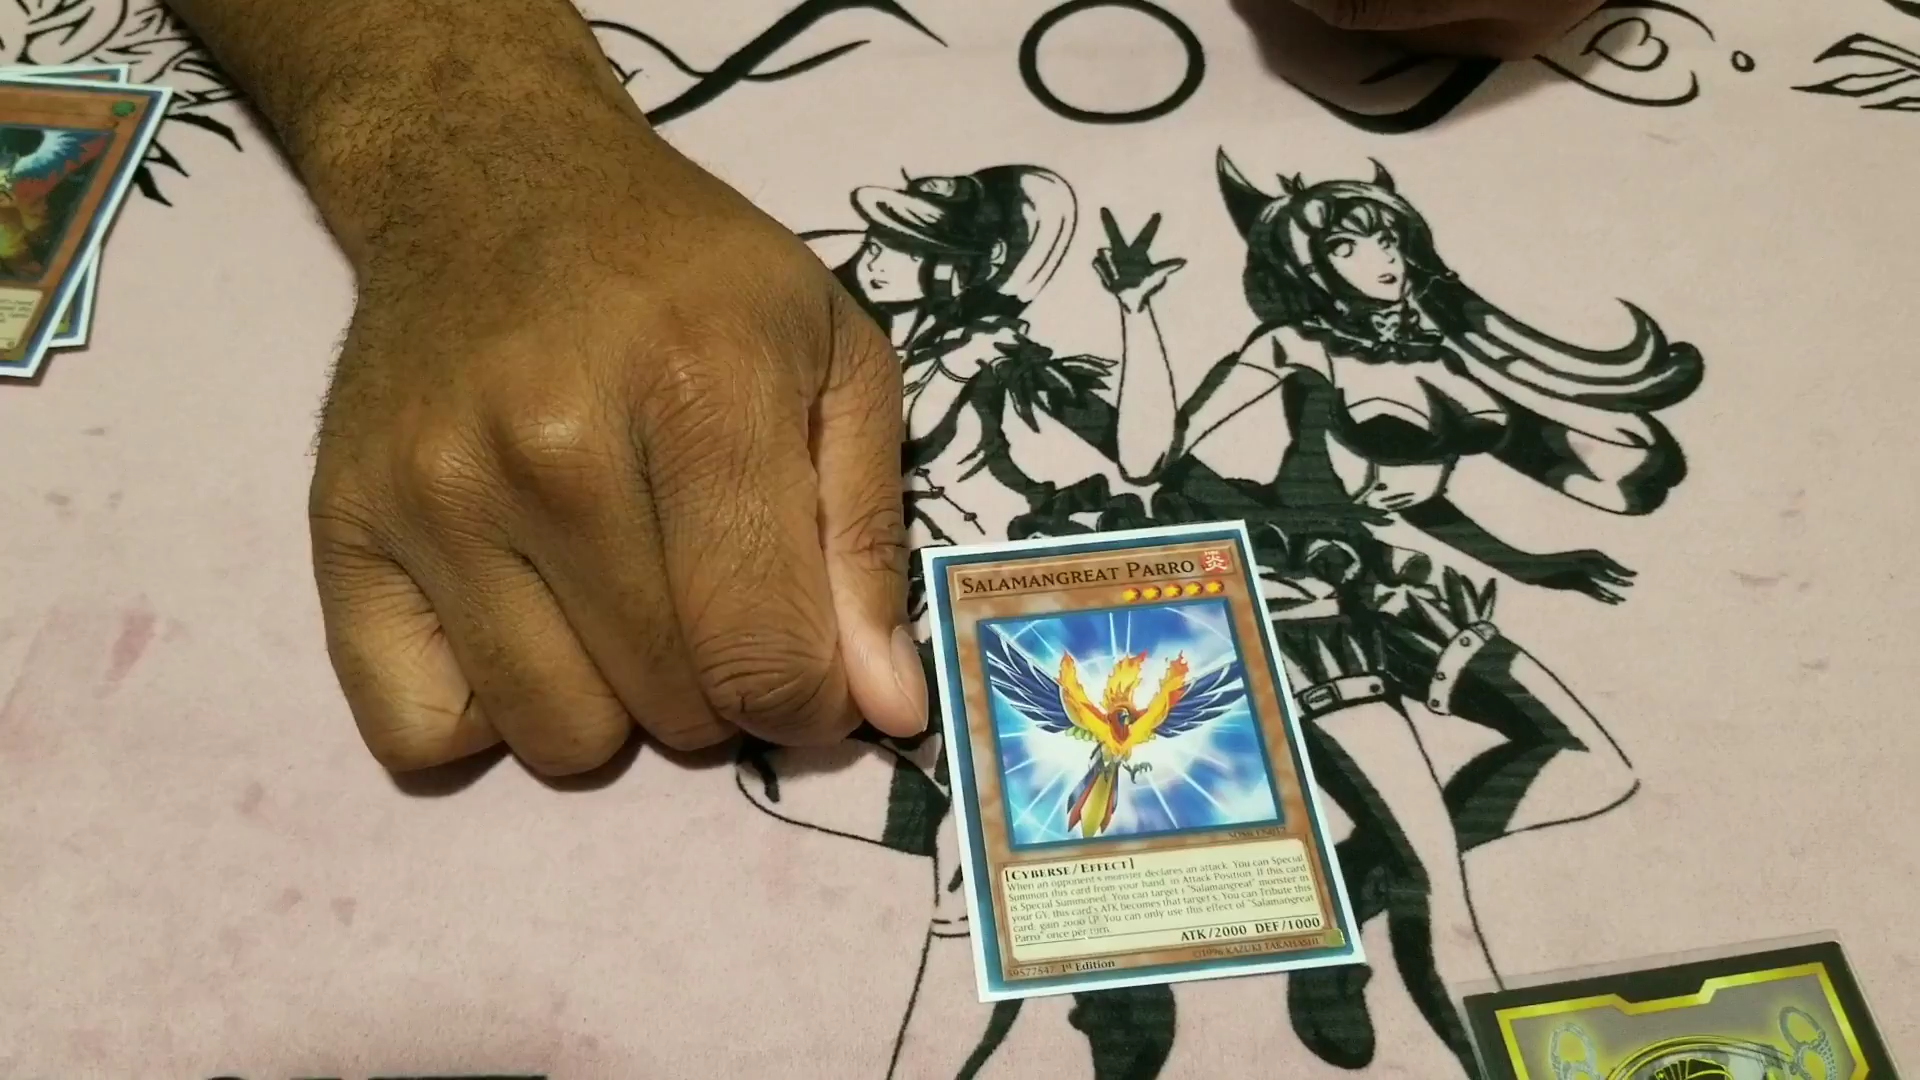 SALAMANGREAT PARRO
炎
[CYBERSE/EFFECT]
When an opponent's monster declares an attack: You can Special
Summon this card from your hand, in Attack Position. If this card
is Special Summoned: You can target 1 "Salamangreat" monster in
your GY; this card's ATK becomes that target's. You can Tribute this
card; gain 2000 LP. You can only use this effect of "Salamangreat
Parro" once per turn.
ATK/2000 DEF/1000
1st Edition
©1996 KAZUKI TAKAHASHI